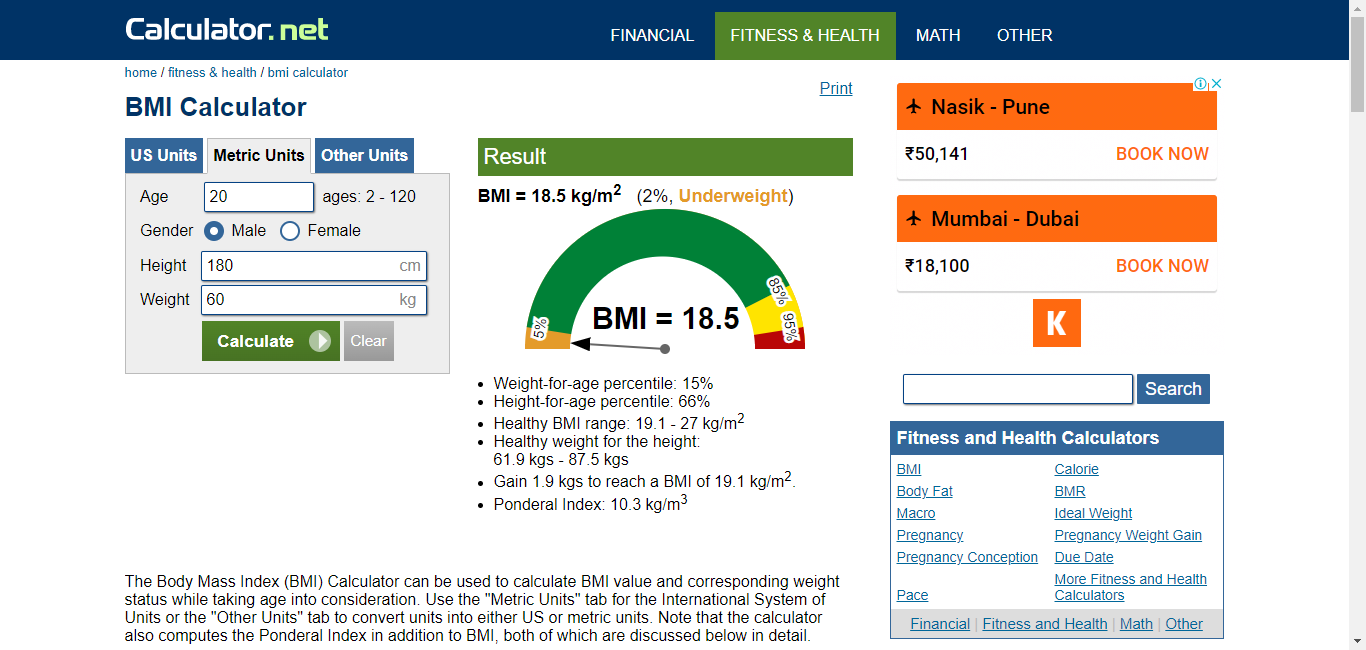 Calculator.net
FINANCIAL
FITNESS & HEALTH
MATH
OTHER
home / fitness & health / bmi calculator
Print
BMI Calculator
US Units
Metric Units
Other Units
Age 20 ages: 2 - 120
Gender Male Female
Height 180 cm
Weight 60 kg
Calculate Clear
Result
BMI = 18.5 kg/m² (2%, Underweight)
5%
85%
95%
BMI = 18.5
Weight-for-age percentile: 15%
Height-for-age percentile: 66%
Healthy BMI range: 19.1 - 27 kg/m²
Healthy weight for the height:
61.9 kgs - 87.5 kgs
Gain 1.9 kgs to reach a BMI of 19.1 kg/m².
Ponderal Index: 10.3 kg/m³
The Body Mass Index (BMI) Calculator can be used to calculate BMI value and corresponding weight
status while taking age into consideration. Use the "Metric Units" tab for the International System of
Units or the "Other Units" tab to convert units into either US or metric units. Note that the calculator
also computes the Ponderal Index in addition to BMI, both of which are discussed below in detail.
Nasik - Pune
₹50,141 BOOK NOW
Mumbai - Dubai
₹18,100 BOOK NOW
K
Search
Fitness and Health Calculators
BMI Calorie
Body Fat BMR
Macro Ideal Weight
Pregnancy Pregnancy Weight Gain
Pregnancy Conception Due Date
More Fitness and Health
Pace Calculators
Financial | Fitness and Health | Math | Other